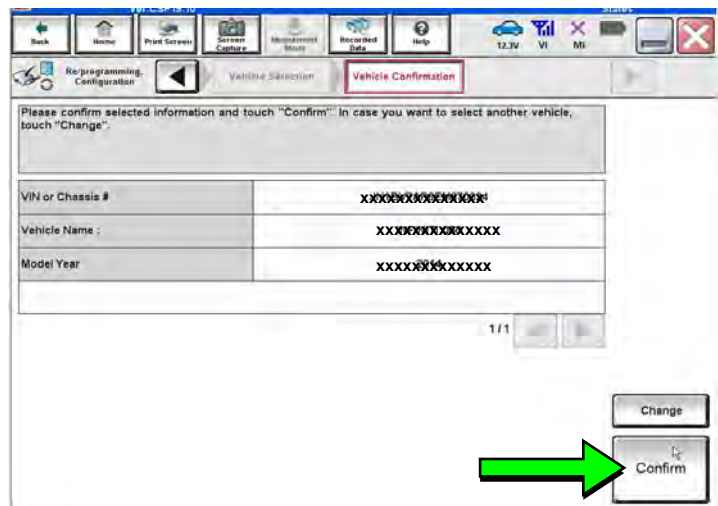 Back
Home
Print Screen
Screen
Capture
Measurement
Mode
Recorded
Data
Help
12.3V
VI
MI
Re/programming,
Configuration
Vehicle Selection
Vehicle Confirmation
Please confirm selected information and touch "Confirm". In case you want to select another vehicle,
touch "Change".
VIN or Chassis #
Vehicle Name :
Model Year
1/1
Change
Confirm